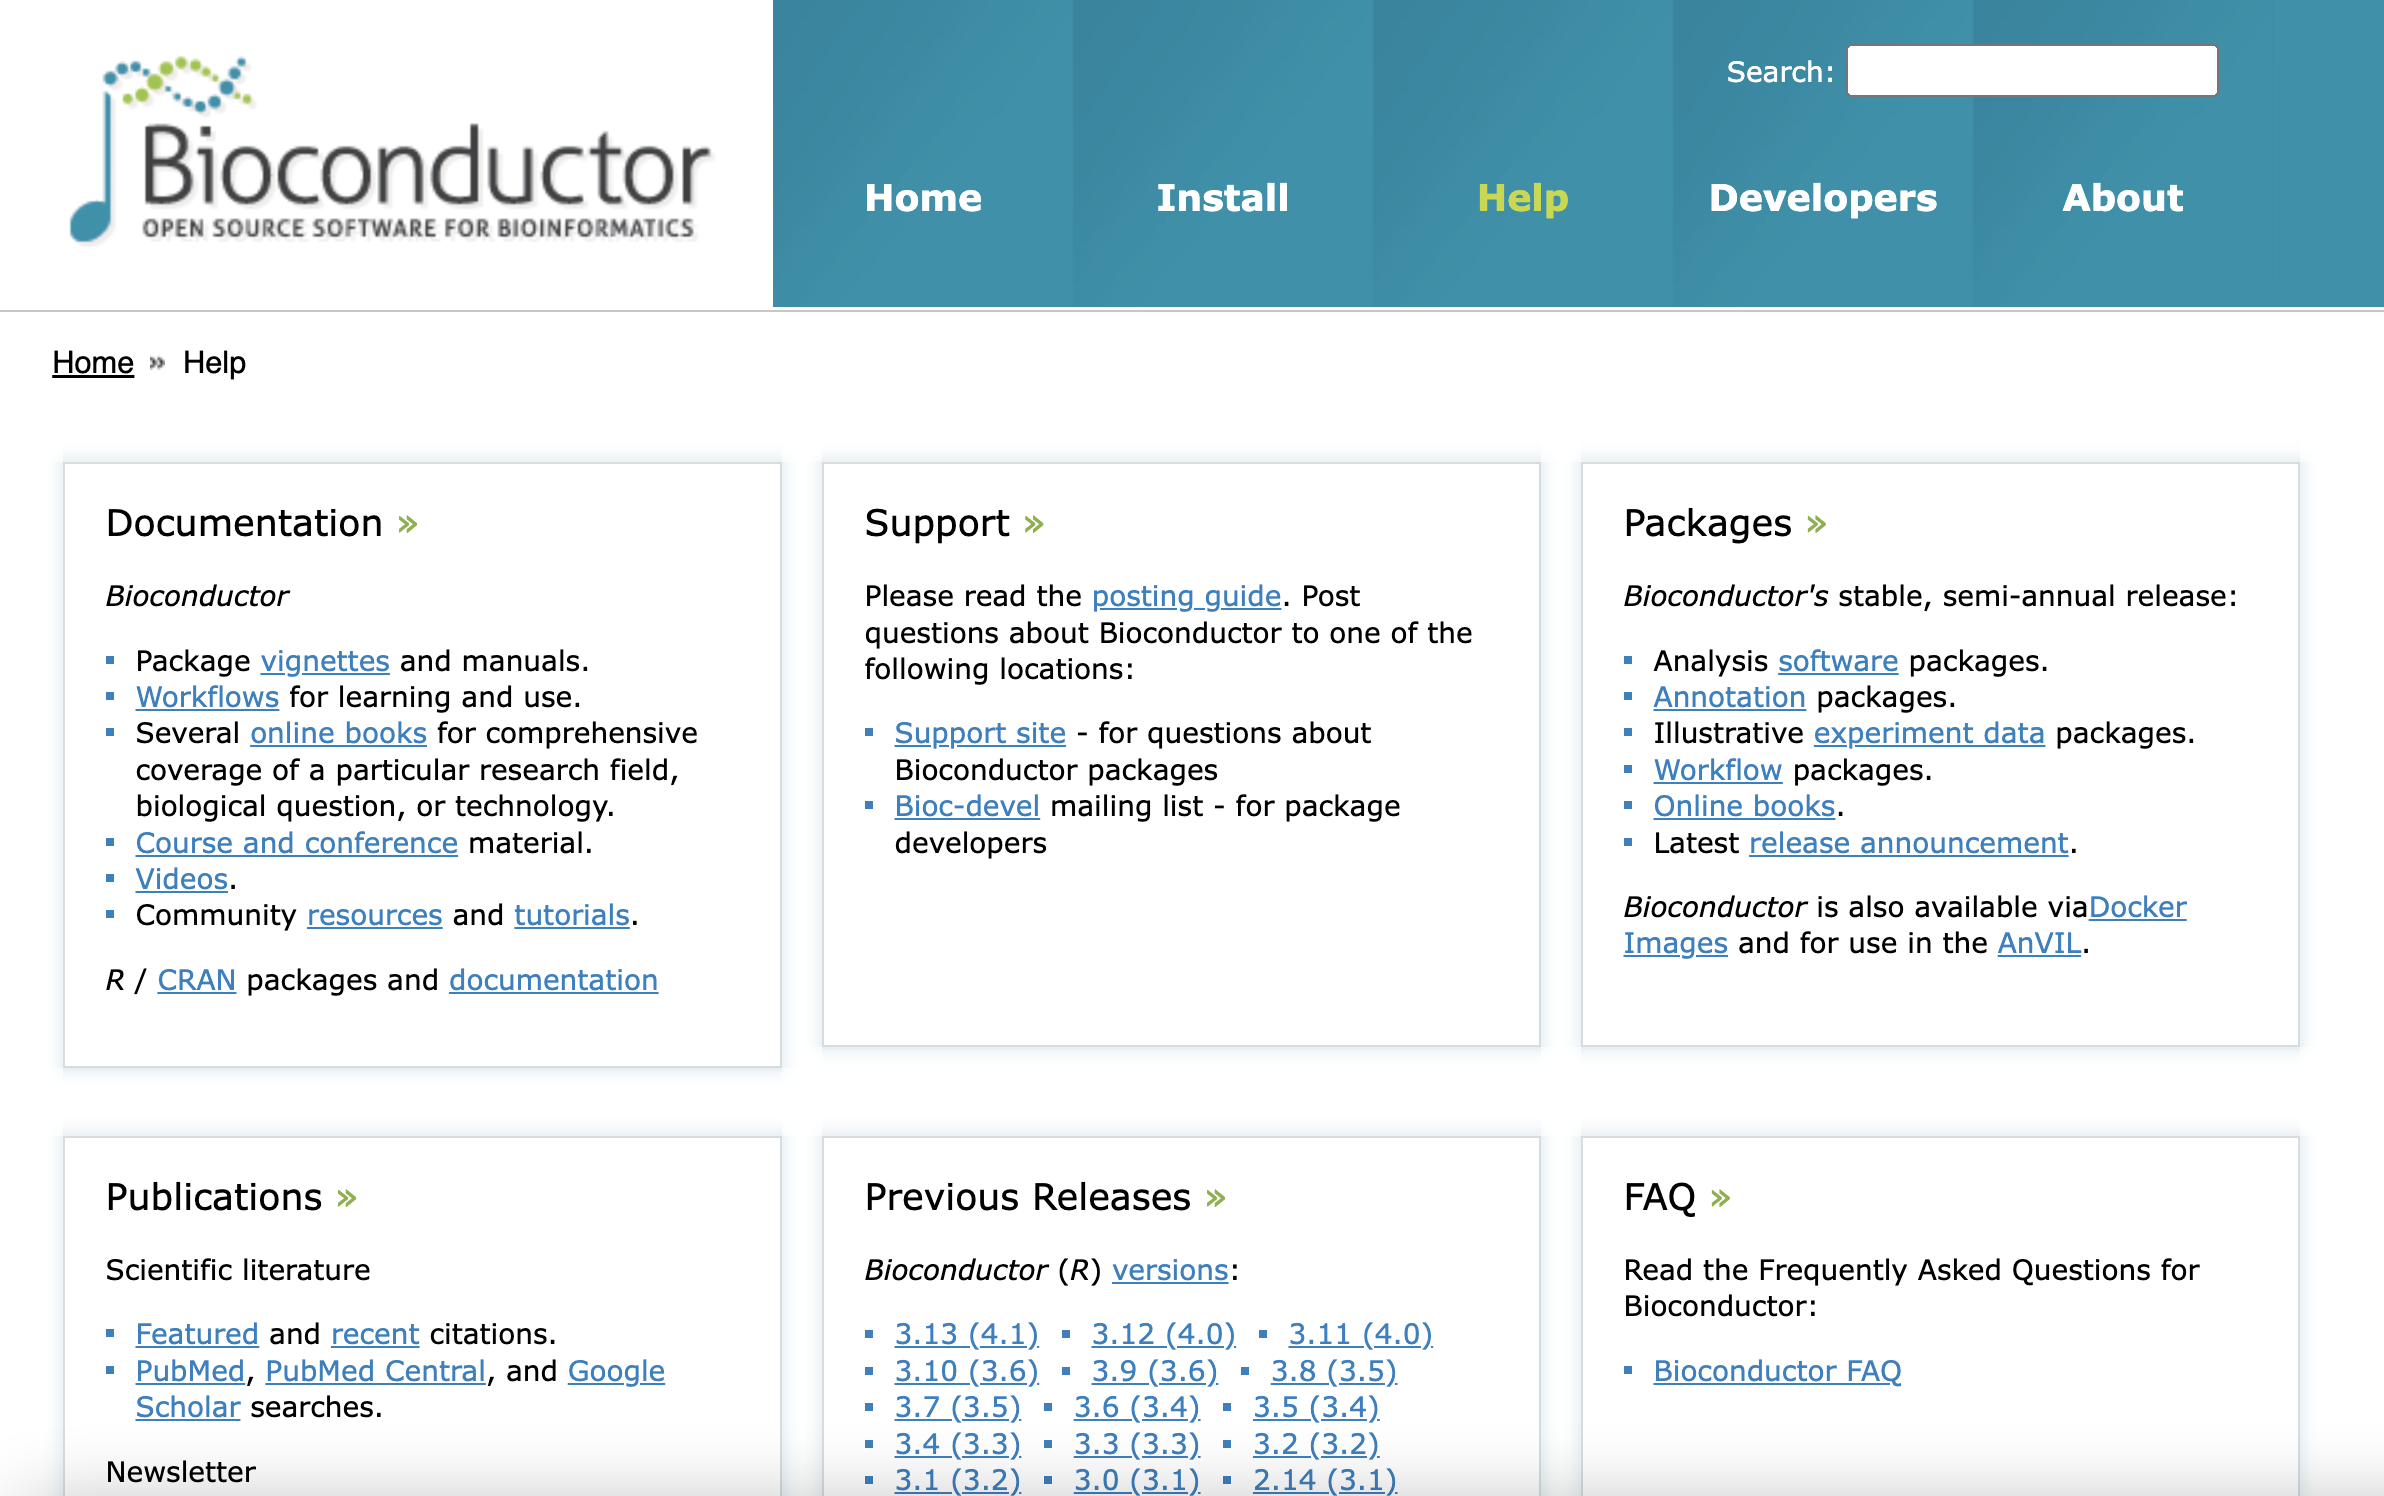 Bioconductor
OPEN SOURCE SOFTWARE FOR BIOINFORMATICS
Search:
Home Install Help Developers About
Home » Help
Documentation »
Bioconductor
Package vignettes and manuals.
Workflows for learning and use.
Several online books for comprehensive
coverage of a particular research field,
biological question, or technology.
Course and conference material.
Videos.
Community resources and tutorials.
R / CRAN packages and documentation
Support »
Please read the posting guide. Post
questions about Bioconductor to one of the
following locations:
Support site - for questions about
Bioconductor packages
Bioc-devel mailing list - for package
developers
Packages »
Bioconductor's stable, semi-annual release:
Analysis software packages.
Annotation packages.
Illustrative experiment data packages.
Workflow packages.
Online books.
Latest release announcement.
Bioconductor is also available viaDocker
Images and for use in the AnVIL.
Publications »
Scientific literature
Featured and recent citations.
PubMed, PubMed Central, and Google
Scholar searches.
Newsletter
Previous Releases »
Bioconductor (R) versions:
3.13 (4.1) 3.12 (4.0) 3.11 (4.0)
3.10 (3.6) 3.9 (3.6) 3.8 (3.5)
3.7 (3.5) 3.6 (3.4) 3.5 (3.4)
3.4 (3.3) 3.3 (3.3) 3.2 (3.2)
3.1 (3.2) 3.0 (3.1) 2.14 (3.1)
FAQ »
Read the Frequently Asked Questions for
Bioconductor:
Bioconductor FAQ